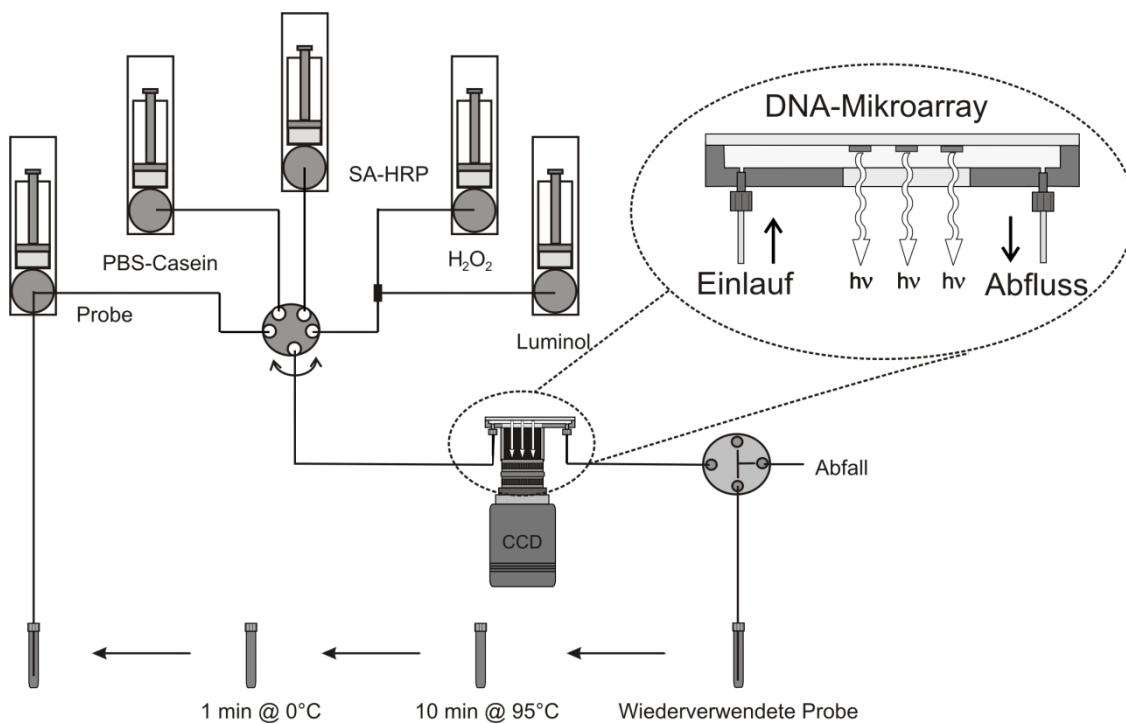 DNA-Mikroarray
SA-HRP
PBS-Casein
H₂O₂
Probe
Luminol
Einlauf
hν
hν
hν
Abfluss
Abfall
CCD
1 min @ 0°C
10 min @ 95°C
Wiederverwendete Probe